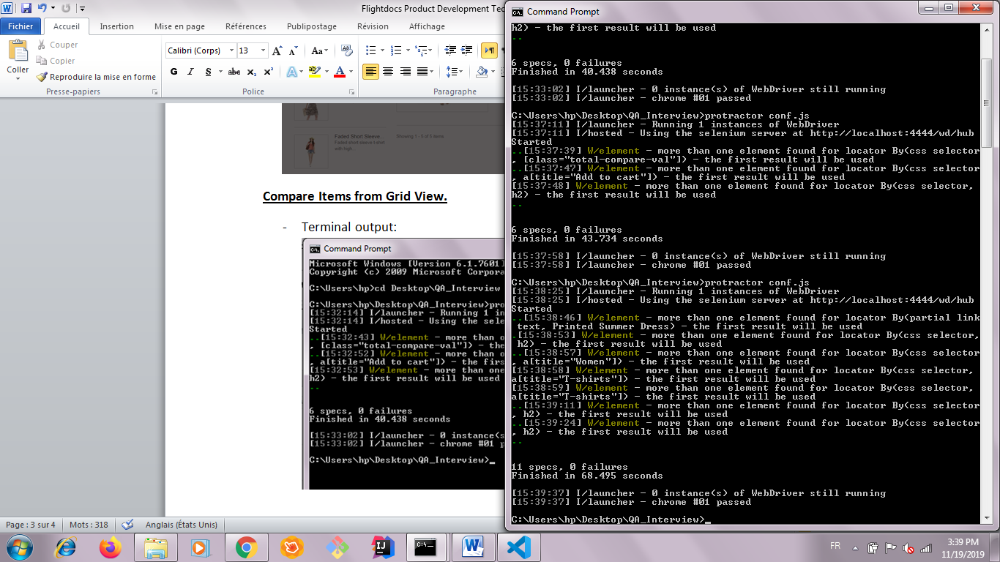 Flightdocs Product Development Tec
Fichier Accueil Insertion Mise en page Références Publipostage Révision Affichage
Coller
Couper
Copier
Reproduire la mise en forme
Presse-papiers
Calibri (Corps) 13
G I S abc x₂ x²
Police
Paragraphe
Faded Short Sleeve...
Faded short sleeve t-shirt
with high...
Showing 1 - 5 of 5 items
Compare Items from Grid View.
- Terminal output:
Command Prompt
Microsoft Windows [Version 6.1.7601]
Copyright (c) 2009 Microsoft Corpora
C:\Users\hp>cd Desktop\QA_Interview
C:\Users\hp\Desktop\QA_Interview>pro
[15:32:14] I/launcher - Running 1 in
[15:32:14] I/hosted - Using the sele
Started
..[15:32:43] W/element - more than o
, [class="total-compare-val"]) - the
..[15:32:52] W/element - more than o
, a[title="Add to cart"]) - the firs
[15:32:53] W/element - more than one
h2) - the first result will be used
..
6 specs, 0 failures
Finished in 40.438 seconds
[15:33:02] I/launcher - 0 instance(s
[15:33:02] I/launcher - chrome #01 p
C:\Users\hp\Desktop\QA_Interview>_
Page : 3 sur 4 Mots : 318 Anglais (États Unis)
Command Prompt
h2) - the first result will be used
..
6 specs, 0 failures
Finished in 40.438 seconds
[15:33:02] I/launcher - 0 instance(s) of WebDriver still running
[15:33:02] I/launcher - chrome #01 passed
C:\Users\hp\Desktop\QA_Interview>protractor conf.js
[15:37:11] I/launcher - Running 1 instances of WebDriver
[15:37:11] I/hosted - Using the selenium server at http://localhost:4444/wd/hub
Started
..[15:37:39] W/element - more than one element found for locator By(css selector
, [class="total-compare-val"]) - the first result will be used
..[15:37:47] W/element - more than one element found for locator By(css selector
, a[title="Add to cart"]) - the first result will be used
[15:37:48] W/element - more than one element found for locator By(css selector,
h2) - the first result will be used
..
6 specs, 0 failures
Finished in 43.734 seconds
[15:37:58] I/launcher - 0 instance(s) of WebDriver still running
[15:37:58] I/launcher - chrome #01 passed
C:\Users\hp\Desktop\QA_Interview>protractor conf.js
[15:38:25] I/launcher - Running 1 instances of WebDriver
[15:38:25] I/hosted - Using the selenium server at http://localhost:4444/wd/hub
Started
..[15:38:46] W/element - more than one element found for locator By(partial link
text, Printed Summer Dress) - the first result will be used
.[15:38:53] W/element - more than one element found for locator By(css selector,
h2) - the first result will be used
..[15:38:57] W/element - more than one element found for locator By(css selector
, a[title="Women"]) - the first result will be used
[15:38:58] W/element - more than one element found for locator By(css selector,
a[title="T-shirts"]) - the first result will be used
[15:38:59] W/element - more than one element found for locator By(css selector,
a[title="T-shirts"]) - the first result will be used
..[15:39:11] W/element - more than one element found for locator By(css selector
, h2) - the first result will be used
..[15:39:24] W/element - more than one element found for locator By(css selector
, h2) - the first result will be used
..
11 specs, 0 failures
Finished in 68.495 seconds
[15:39:37] I/launcher - 0 instance(s) of WebDriver still running
[15:39:37] I/launcher - chrome #01 passed
C:\Users\hp\Desktop\QA_Interview>_
FR
3:39 PM
11/19/2019